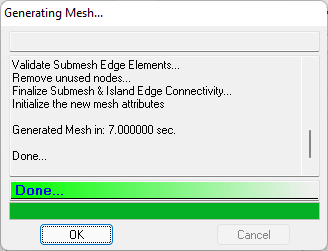 Generating Mesh...
Validate Submesh Edge Elements...
Remove unused nodes...
Finalize Submesh & Island Edge Connectivity...
Initialize the new mesh attributes
Generated Mesh in: 7.000000 sec.
Done...
Done...
OK
Cancel